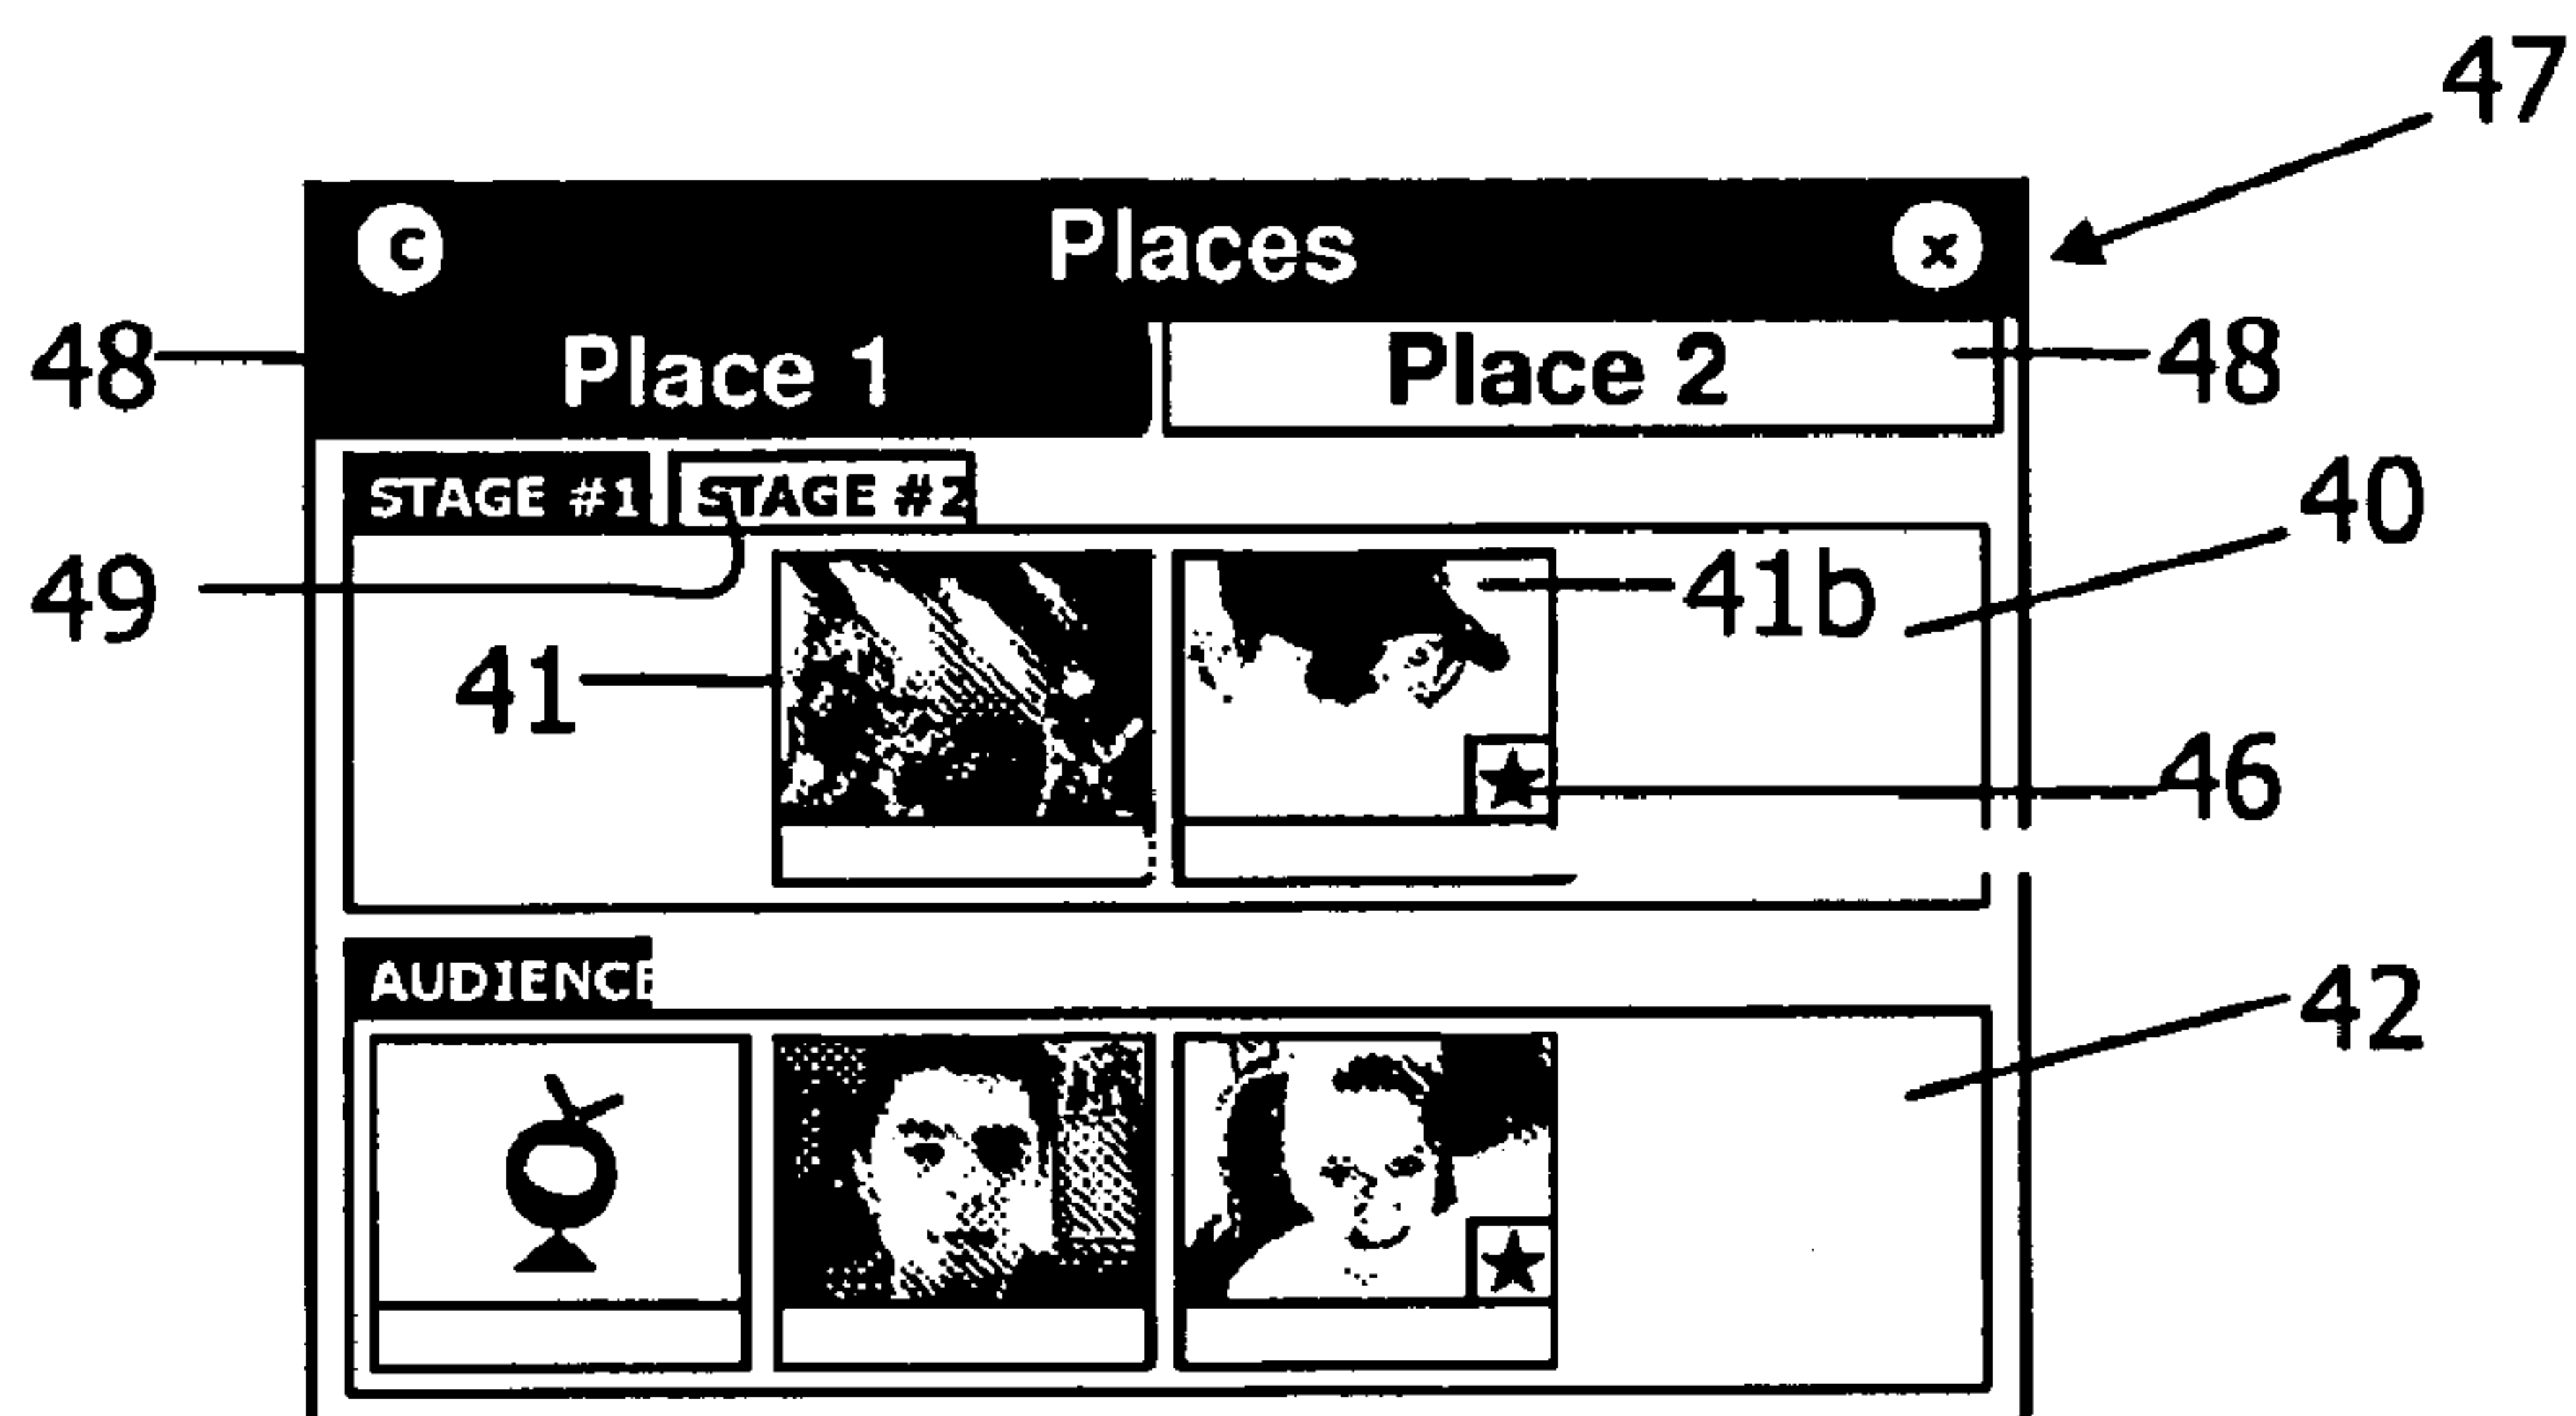 47
C Places x
48 Place 1 Place 2 48
STAGE #1 STAGE #2
40
49
41b
41
46
AUDIENCE
42